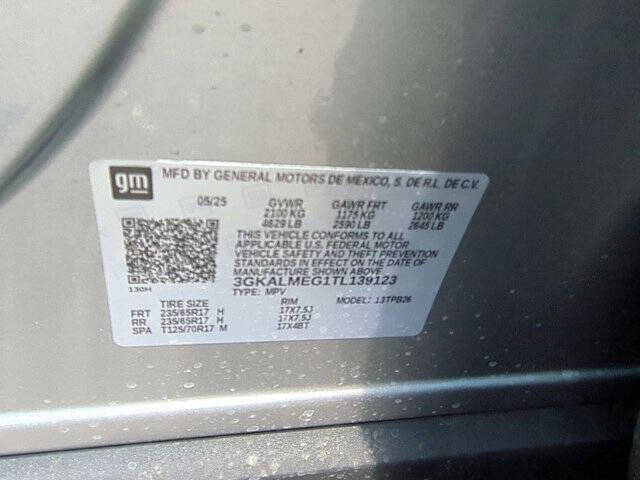 gm
MFD BY GENERAL MOTORS DE MEXICO, S. DE R.L. DE C.V.
05/25 GVWR GAWR FRT GAWR RR
2100 KG 1175 KG 1200 KG
4629 LB 2590 LB 2645 LB
THIS VEHICLE CONFORMS TO ALL
APPLICABLE U.S. FEDERAL MOTOR
VEHICLE SAFETY AND THEFT PREVENTION
STANDARDS IN EFFECT ON THE DATE OF
MANUFACTURE SHOWN ABOVE.
3GKALMEG1TL139123
130H TYPE: MPV MODEL: 13TPB26
TIRE SIZE RIM
FRT 235/65R17 H 17X7.5J
RR 235/65R17 H 17X7.5J
SPA T125/70R17 M 17X4BT